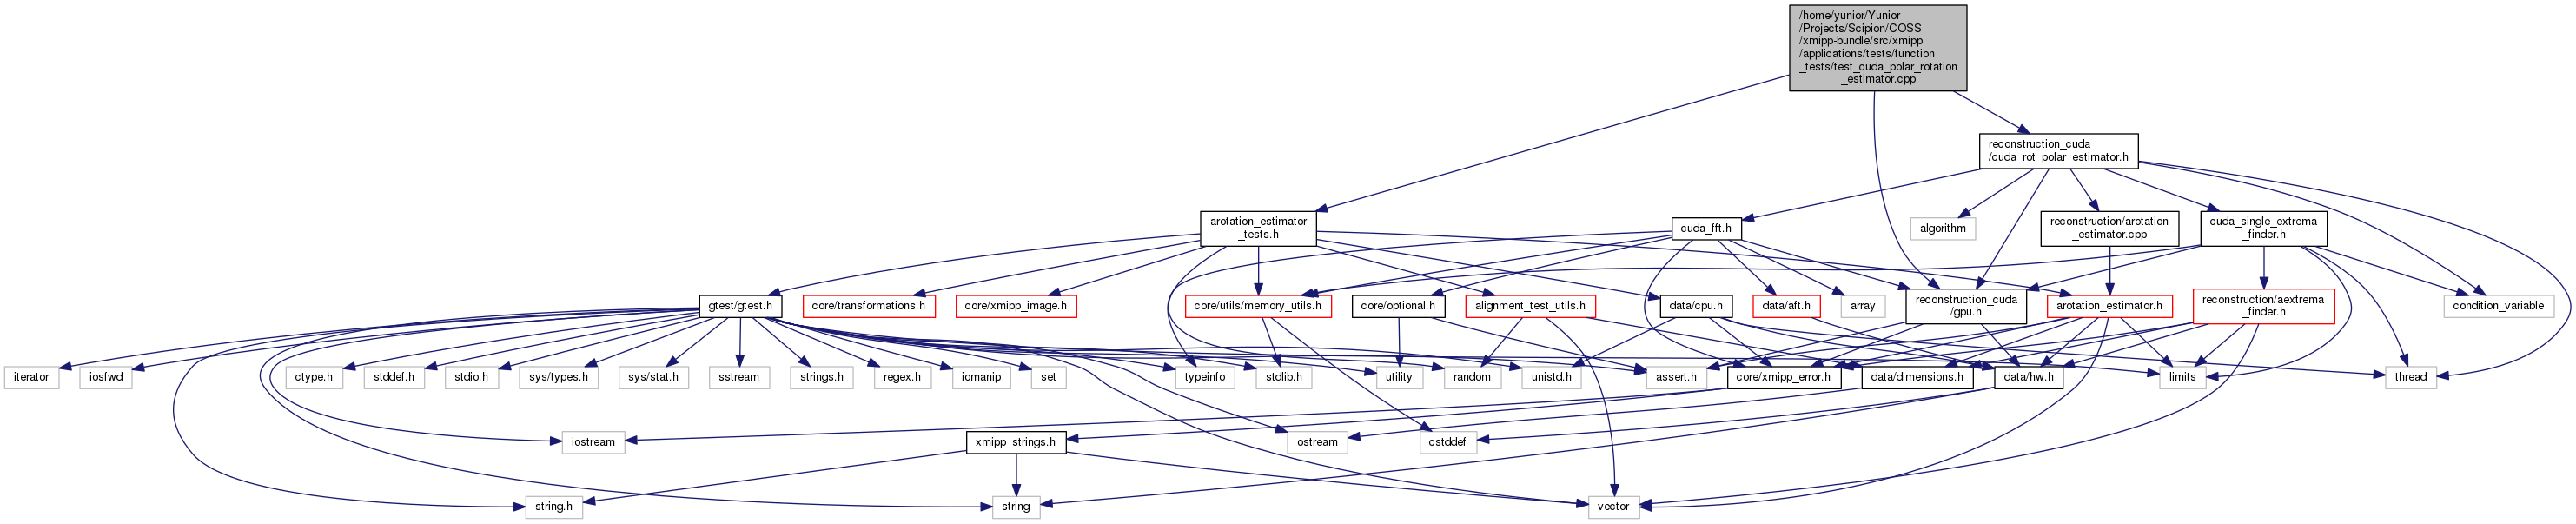 /home/yunior/Yunior
/Projects/Scipion/COSS
/xmipp-bundle/src/xmipp
/applications/tests/function
_tests/test_cuda_polar_rotation
_estimator.cpp
reconstruction_cuda
/cuda_rot_polar_estimator.h
arotation_estimator
_tests.h
cuda_fft.h
algorithm
reconstruction/arotation
_estimator.cpp
cuda_single_extrema
_finder.h
gtest/gtest.h
core/transformations.h
core/xmipp_image.h
core/utils/memory_utils.h
core/optional.h
alignment_test_utils.h
data/cpu.h
data/aft.h
array
reconstruction_cuda
/gpu.h
arotation_estimator.h
reconstruction/aextrema
_finder.h
condition_variable
iterator
iosfwd
ctype.h
stddef.h
stdio.h
sys/types.h
sys/stat.h
sstream
strings.h
regex.h
iomanip
set
typeinfo
stdlib.h
utility
random
unistd.h
assert.h
core/xmipp_error.h
data/dimensions.h
data/hw.h
limits
thread
iostream
xmipp_strings.h
ostream
cstddef
string.h
string
vector